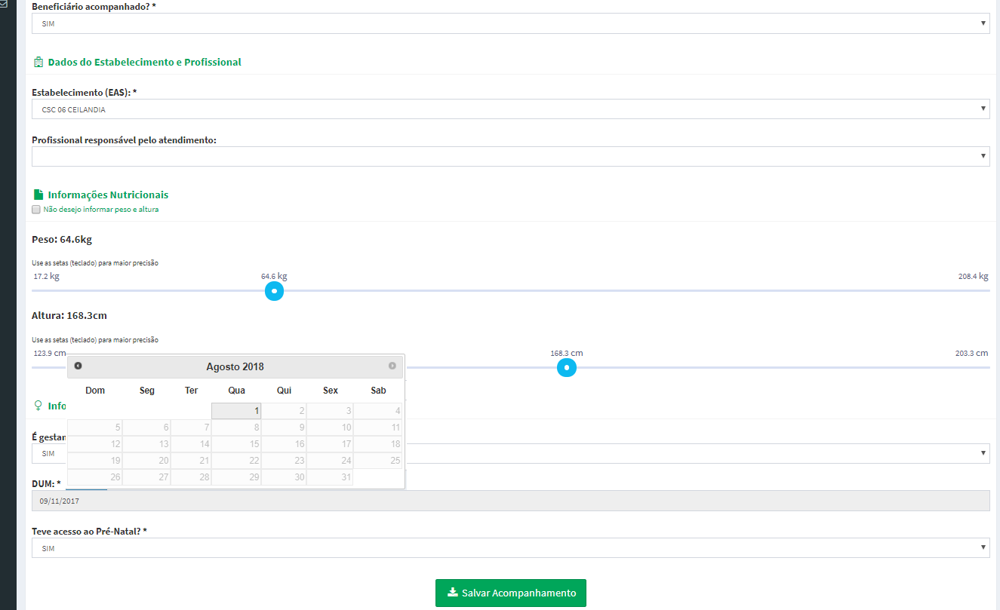 Beneficiário acompanhado? *
SIM
Dados do Estabelecimento e Profissional
Estabelecimento (EAS): *
CSC 06 CEILANDIA
Profissional responsável pelo atendimento:
Informações Nutricionais
Não desejo informar peso e altura
Peso: 64.6kg
Use as setas (teclado) para maior precisão
17.2 kg 64.6 kg 208.4 kg
Altura: 168.3cm
Use as setas (teclado) para maior precisão
123.9 cm 168.3 cm 203.3 cm
Agosto 2018
Dom Seg Ter Qua Qui Sex Sab
Info
1 2 3 4
5 6 7 8 9 10 11
É gestan
12 13 14 15 16 17 18
SIM
19 20 21 22 23 24 25
26 27 28 29 30 31
DUM: *
09/11/2017
Teve acesso ao Pré-Natal? *
SIM
Salvar Acompanhamento